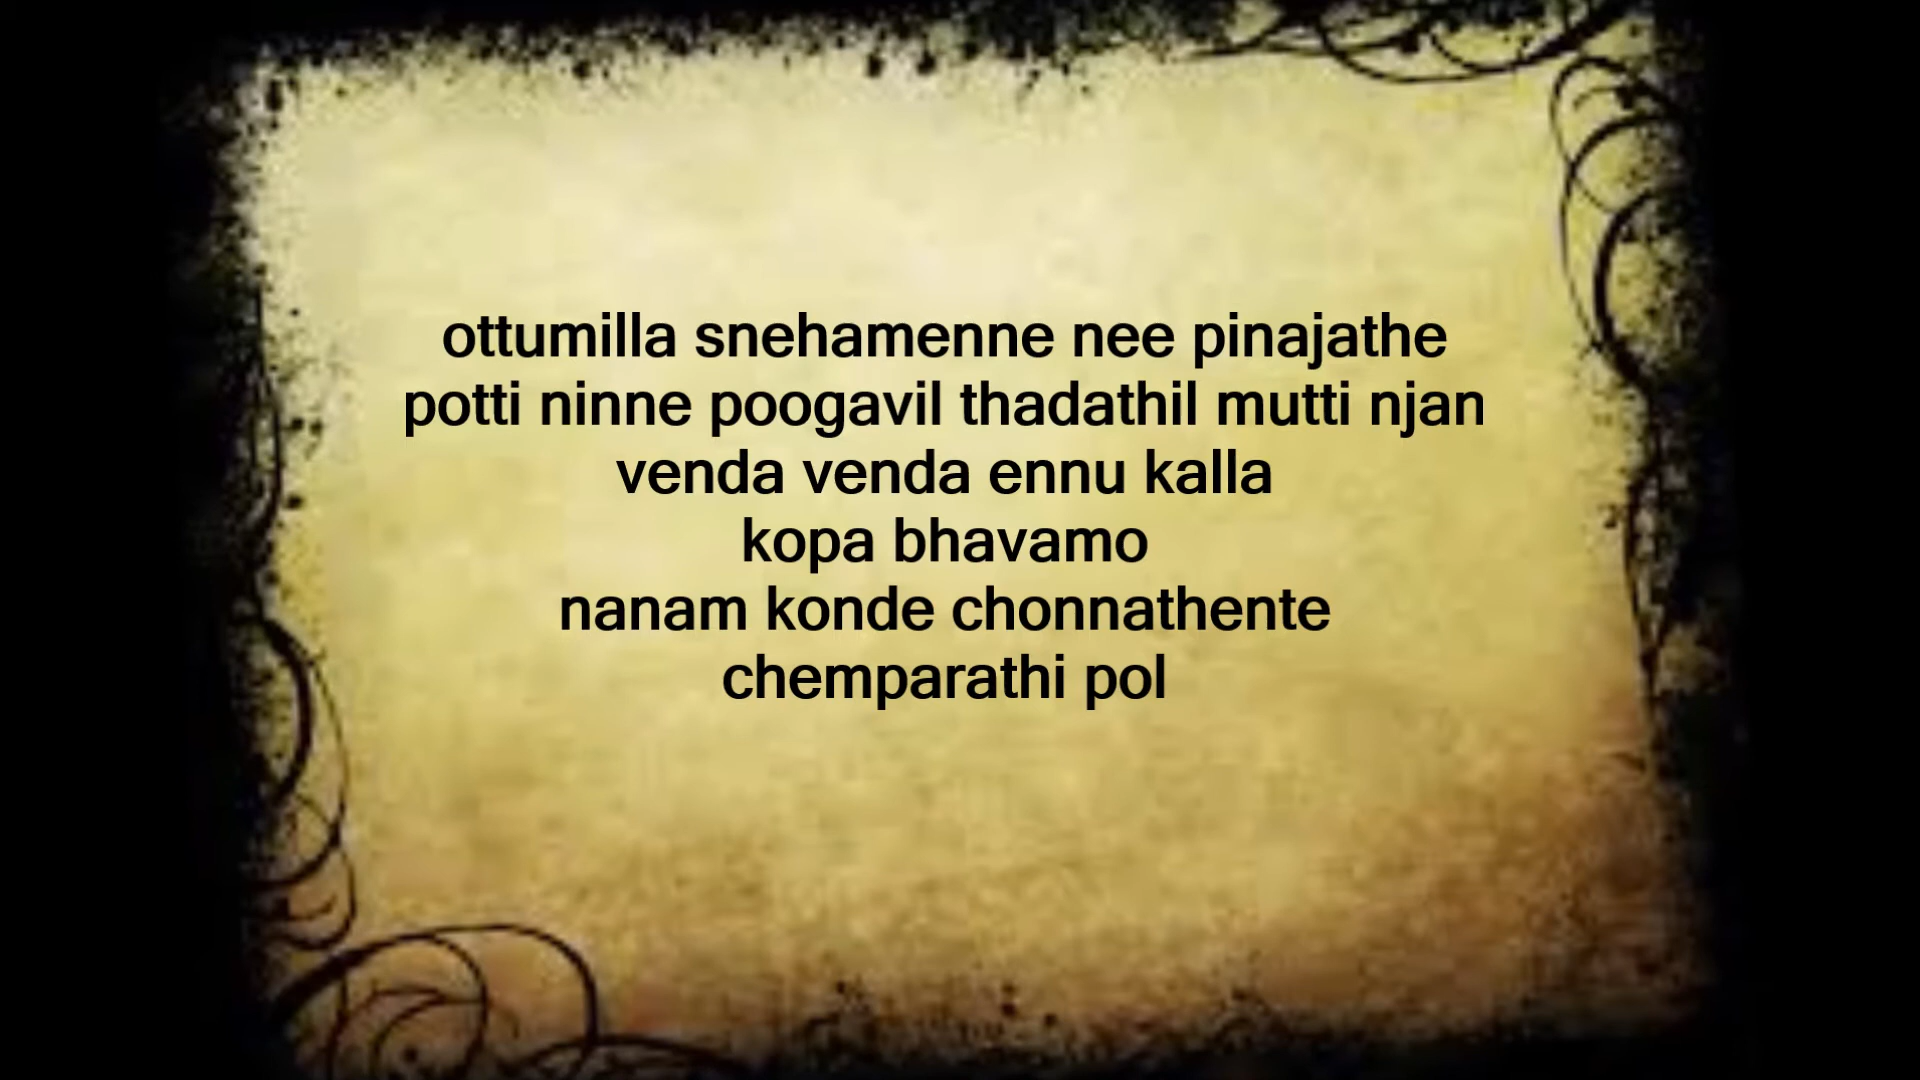 ottumilla snehamenne nee pinajathe
potti ninne poogavil thadathil mutti njan
venda venda ennu kalla
kopa bhavamo
nanam konde chonnathente
chemparathi pol